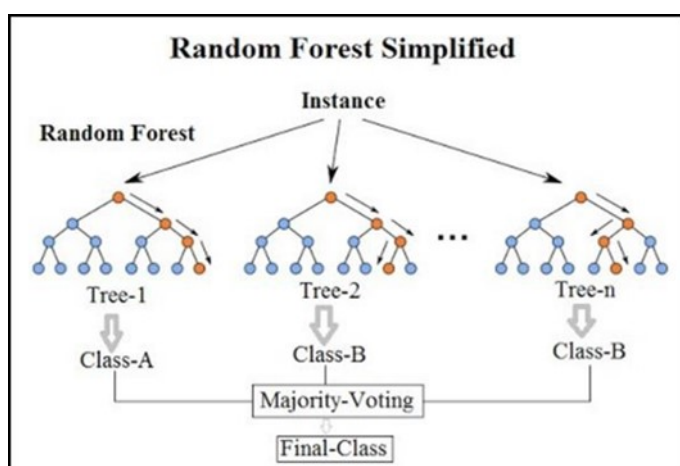 Random Forest Simplified
Instance
Random Forest
...
Tree-1
Tree-2
Tree-n
Class-A
Class-B
Class-B
Majority-Voting
Final-Class